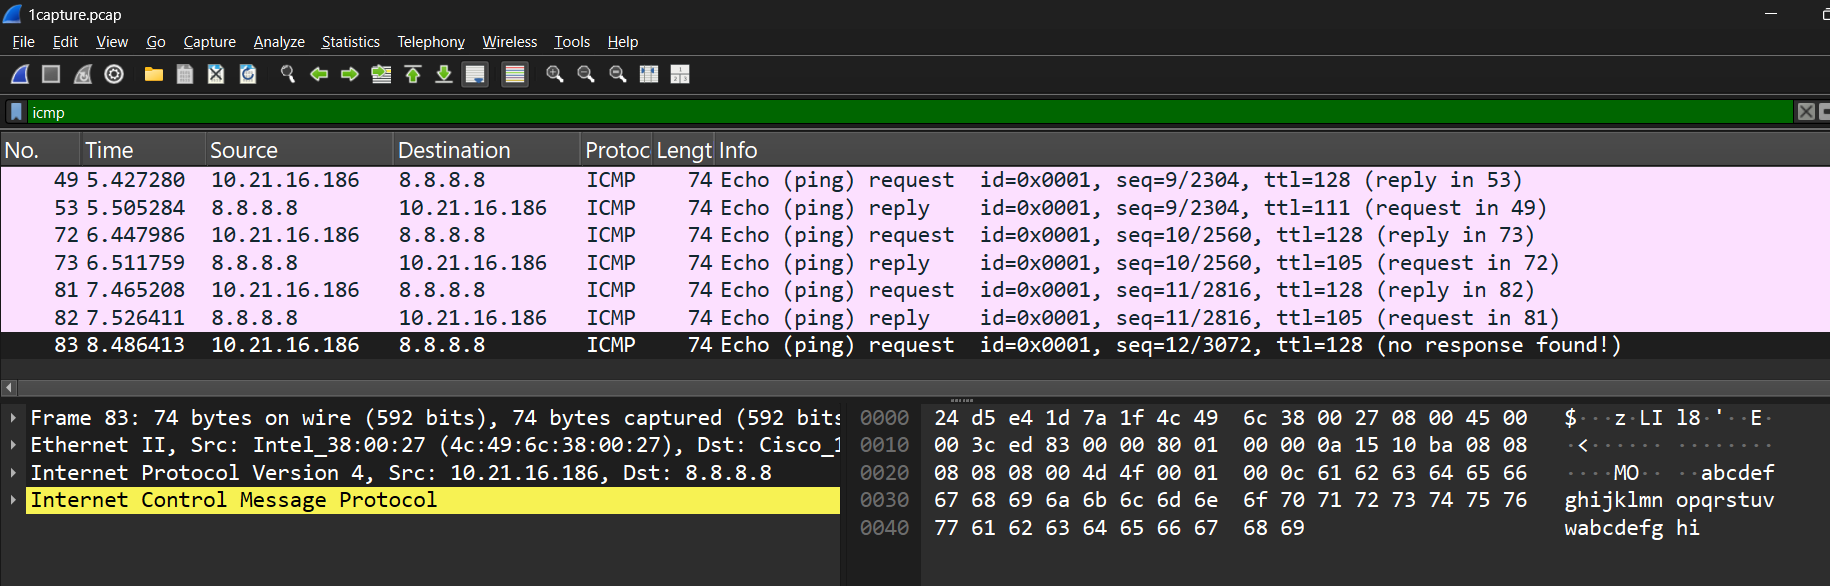 1capture.pcap
File Edit View Go Capture Analyze Statistics Telephony Wireless Tools Help
icmp
No. Time Source Destination Protoc Lengt Info
49 5.427280 10.21.16.186 8.8.8.8 ICMP 74 Echo (ping) request id=0x0001, seq=9/2304, ttl=128 (reply in 53)
53 5.505284 8.8.8.8 10.21.16.186 ICMP 74 Echo (ping) reply id=0x0001, seq=9/2304, ttl=111 (request in 49)
72 6.447986 10.21.16.186 8.8.8.8 ICMP 74 Echo (ping) request id=0x0001, seq=10/2560, ttl=128 (reply in 73)
73 6.511759 8.8.8.8 10.21.16.186 ICMP 74 Echo (ping) reply id=0x0001, seq=10/2560, ttl=105 (request in 72)
81 7.465208 10.21.16.186 8.8.8.8 ICMP 74 Echo (ping) request id=0x0001, seq=11/2816, ttl=128 (reply in 82)
82 7.526411 8.8.8.8 10.21.16.186 ICMP 74 Echo (ping) reply id=0x0001, seq=11/2816, ttl=105 (request in 81)
83 8.486413 10.21.16.186 8.8.8.8 ICMP 74 Echo (ping) request id=0x0001, seq=12/3072, ttl=128 (no response found!)
Frame 83: 74 bytes on wire (592 bits), 74 bytes captured (592 bits
Ethernet II, Src: Intel_38:00:27 (4c:49:6c:38:00:27), Dst: Cisco_1
Internet Protocol Version 4, Src: 10.21.16.186, Dst: 8.8.8.8
Internet Control Message Protocol
0000 24 d5 e4 1d 7a 1f 4c 49 6c 38 00 27 08 00 45 00 $···z·LI l8·'··E·
0010 00 3c ed 83 00 00 80 01 00 00 0a 15 10 ba 08 08 ·<······ ········
0020 08 08 08 00 4d 4f 00 01 00 0c 61 62 63 64 65 66 ····MO·· ··abcdef
0030 67 68 69 6a 6b 6c 6d 6e 6f 70 71 72 73 74 75 76 ghijklmn opqrstuv
0040 77 61 62 63 64 65 66 67 68 69 wabcdefg hi